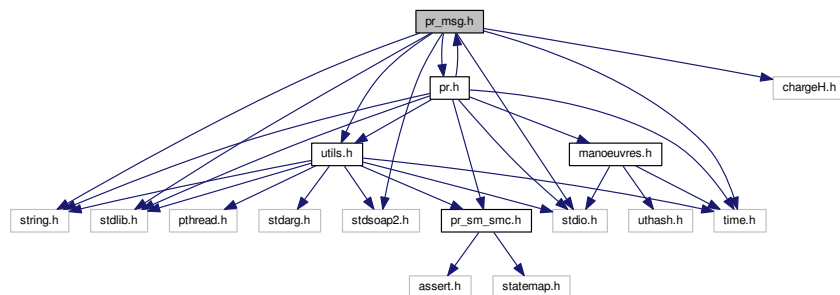 pr_msg.h
pr.h
chargeH.h
utils.h
manoeuvres.h
string.h
stdlib.h
pthread.h
stdarg.h
stdsoap2.h
pr_sm_smc.h
stdio.h
uthash.h
time.h
assert.h
statemap.h